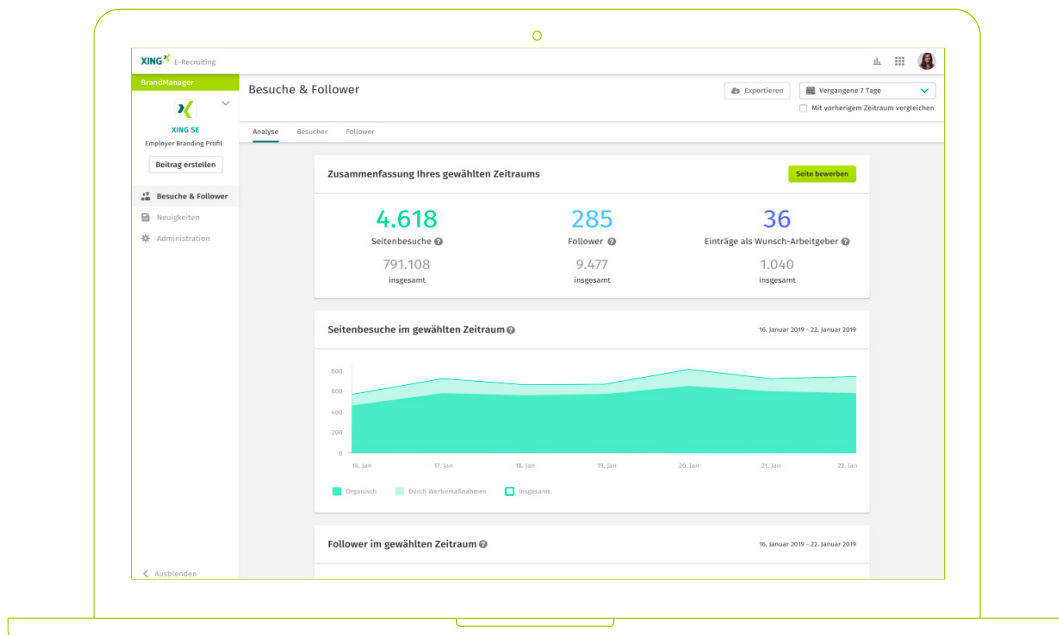 XING E-Recruiting
BrandManager
XING SE
Employer Branding Profil
Beitrag erstellen
Besuche & Follower
Neuigkeiten
Administration
Ausblenden
Besuche & Follower
Exportieren
Vergangene 7 Tage
Mit vorherigem Zeitraum vergleichen
Analyse Besucher Follower
Zusammenfassung Ihres gewählten Zeitraums
Seite bewerben
4.618 285 36
Seitenbesuche Follower Einträge als Wunsch-Arbeitgeber
791.108 9.477 1.040
insgesamt insgesamt insgesamt
Seitenbesuche im gewählten Zeitraum
16. Januar 2019 - 22. Januar 2019
800
600
400
200
0
16. Jan 17. Jan 18. Jan 19. Jan 20. Jan 21. Jan 22. Jan
Organisch Durch Werbemaßnahmen Insgesamt
Follower im gewählten Zeitraum
16. Januar 2019 - 22. Januar 2019